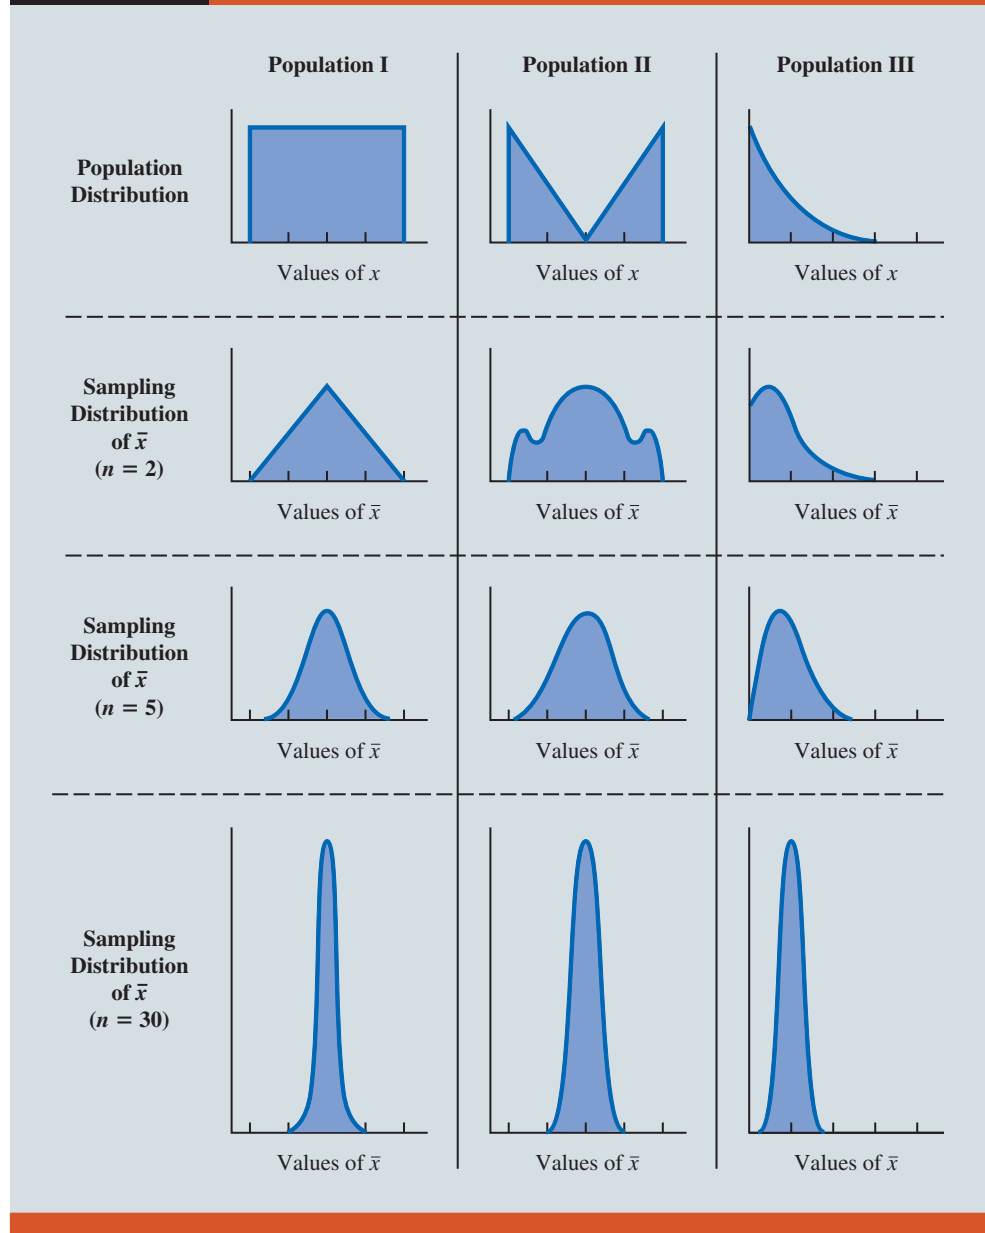 Population I
Population II
Population III
Population
Distribution
Values of x
Values of x
Values of x
Sampling
Distribution
of x̄
(n = 2)
Values of x̄
Values of x̄
Values of x̄
Sampling
Distribution
of x̄
(n = 5)
Values of x̄
Values of x̄
Values of x̄
Sampling
Distribution
of x̄
(n = 30)
Values of x̄
Values of x̄
Values of x̄